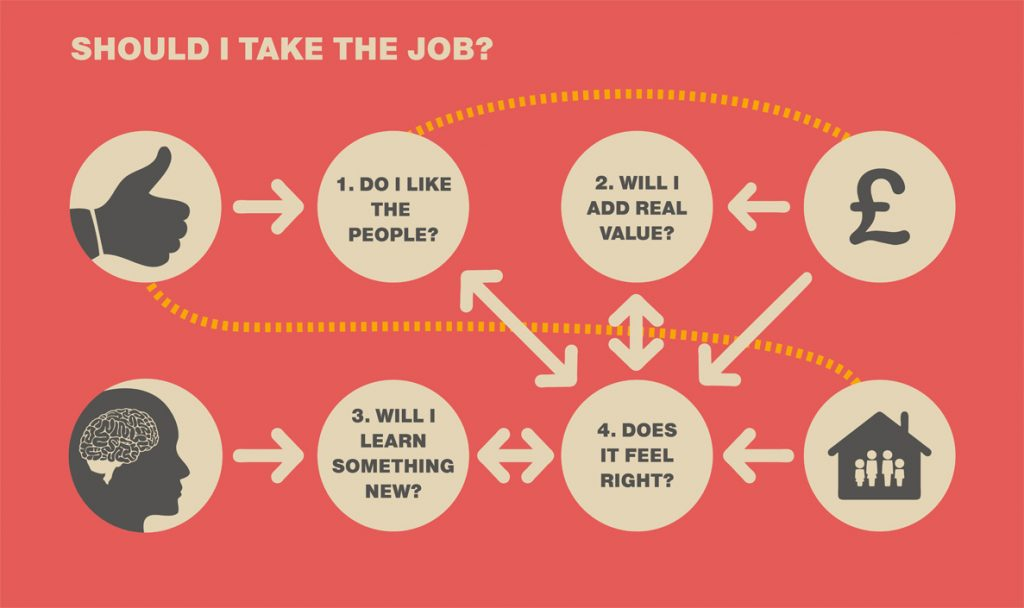 SHOULD I TAKE THE JOB?
1. DO I LIKE
THE
PEOPLE?
2. WILL I
ADD REAL
VALUE?
£
3. WILL I
LEARN
SOMETHING
NEW?
4. DOES
IT FEEL
RIGHT?